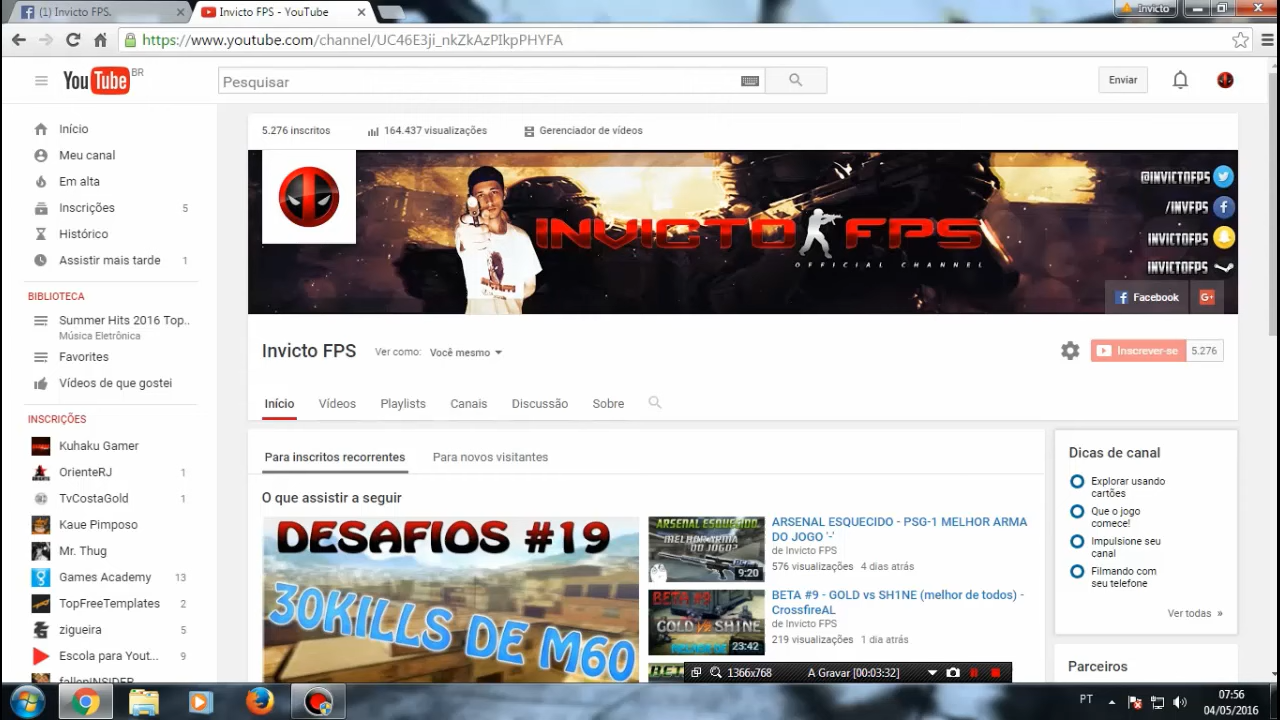 (1) Invicto FPS.
Invicto FPS - YouTube
Invicto
https://www.youtube.com/channel/UC46E3ji_nkZkAzPIkpPHYFA
YouTube BR
Pesquisar
Enviar
Início
Meu canal
Em alta
Inscrições 5
Histórico
Assistir mais tarde 1
BIBLIOTECA
Summer Hits 2016 Top..
Música Eletrônica
Favorites
Vídeos de que gostei
INSCRIÇÕES
Kuhaku Gamer
OrienteRJ 1
TvCostaGold 1
Kaue Pimposo
Mr. Thug
Games Academy 13
TopFreeTemplates 2
zigueira 5
Escola para Yout... 9
fallenINSIDER
5.276 inscritos
164.437 visualizações
Gerenciador de vídeos
INVICTO FPS
OFFICIAL CHANNEL
@INVICTOFPS
/INVFPS
INVICTOFPS
INVICTOFPS
Facebook
G+
Invicto FPS
Ver como: Você mesmo
Inscrever-se 5.276
Início Vídeos Playlists Canais Discussão Sobre
Para inscritos recorrentes
Para novos visitantes
O que assistir a seguir
DESAFIOS #19
30KILLS DE M60
ARSENAL ESQUECIDO
MELHOR ARMA
DO JOGO?
9:20
ARSENAL ESQUECIDO - PSG-1 MELHOR ARMA
DO JOGO '-'
de Invicto FPS
576 visualizações 4 dias atrás
BETA #9
GOLD vs SH1NE
23:42
BETA #9 - GOLD vs SH1NE (melhor de todos) -
CrossfireAL
de Invicto FPS
219 visualizações 1 dia atrás
Dicas de canal
Explorar usando
cartões
Que o jogo
comece!
Impulsione seu
canal
Filmando com
seu telefone
Ver todas »
Parceiros
1366x768
A Gravar [00:03:32]
PT
07:56
04/05/2016